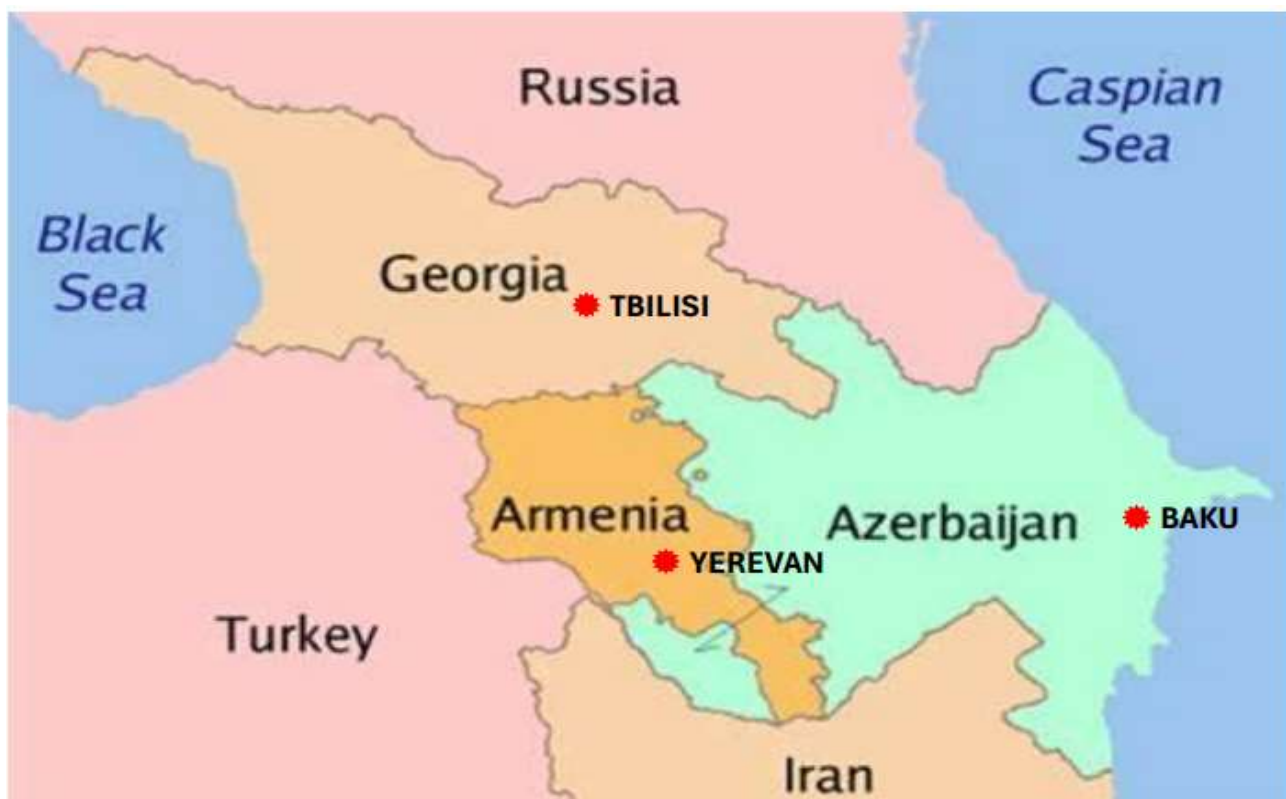 Russia
Caspian
Sea
Black
Sea
Georgia
TBILISI
Armenia
Azerbaijan
BAKU
YEREVAN
Turkey
Iran